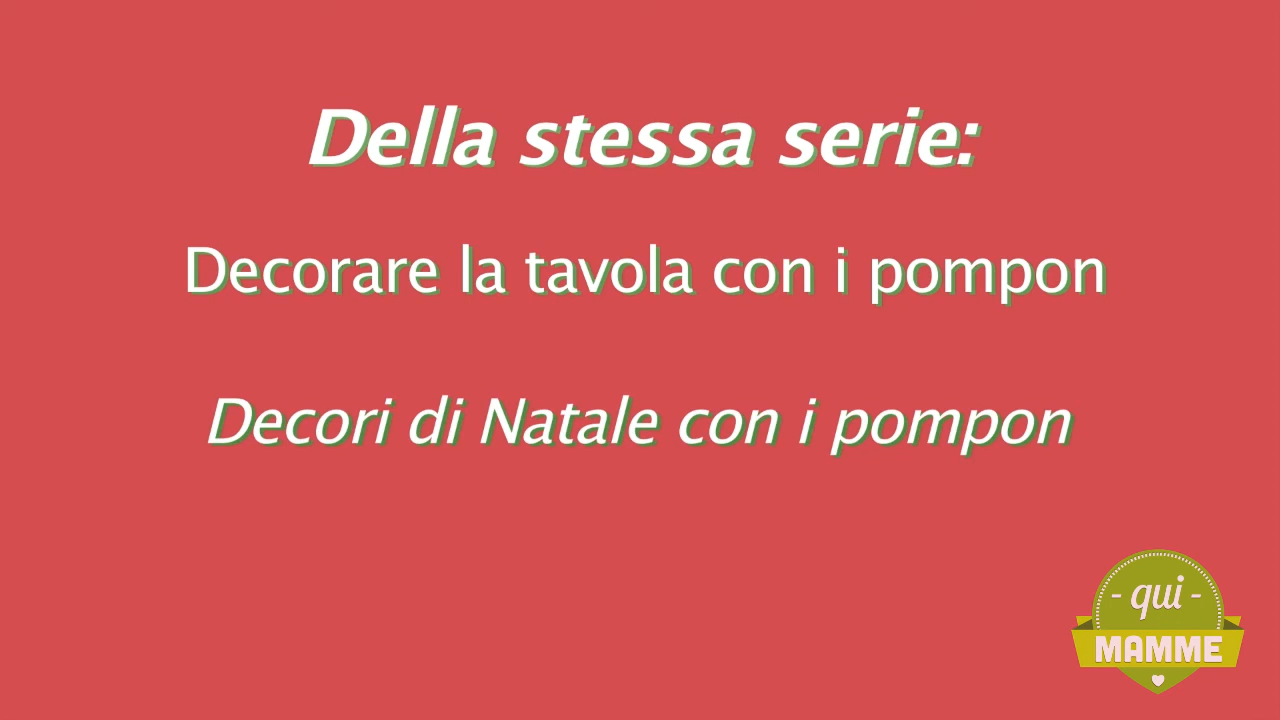 Della stessa serie:
Decorare la tavola con i pompon
Decori di Natale con i pompon
- qui -
MAMME